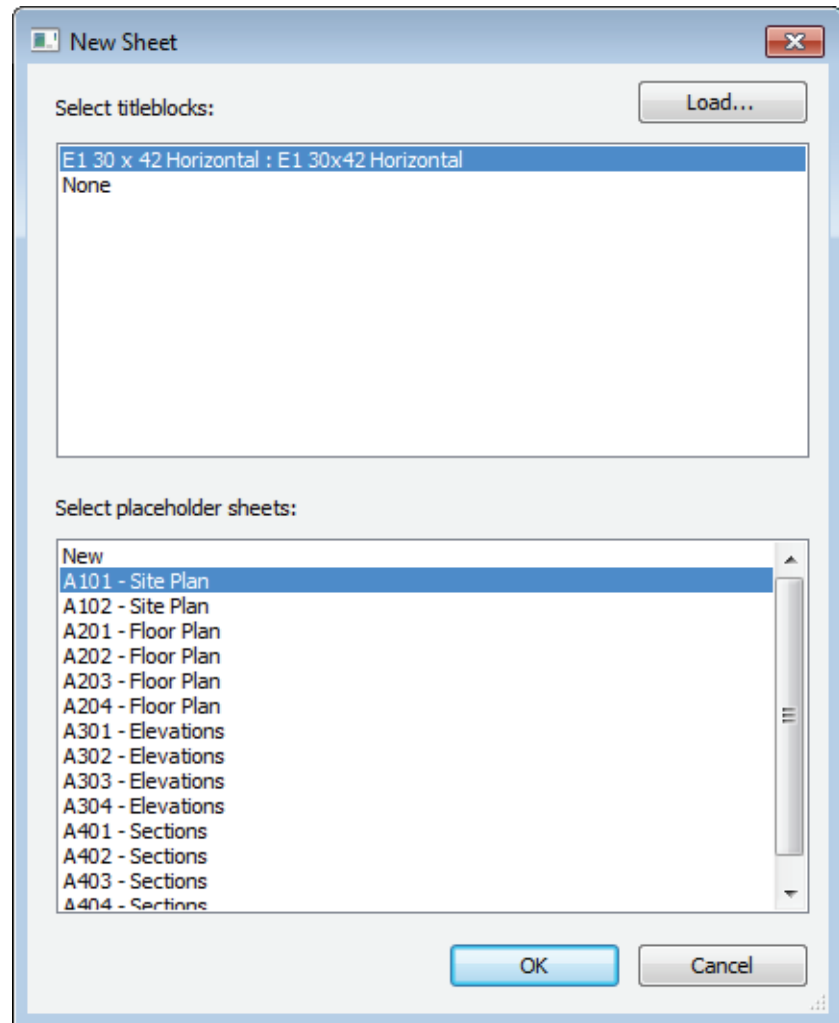 New Sheet
Select titleblocks:
Load...
E1 30 x 42 Horizontal : E1 30x42 Horizontal
None
Select placeholder sheets:
New
A101 - Site Plan
A102 - Site Plan
A201 - Floor Plan
A202 - Floor Plan
A203 - Floor Plan
A204 - Floor Plan
A301 - Elevations
A302 - Elevations
A303 - Elevations
A304 - Elevations
A401 - Sections
A402 - Sections
A403 - Sections
A404 - Sections
OK
Cancel